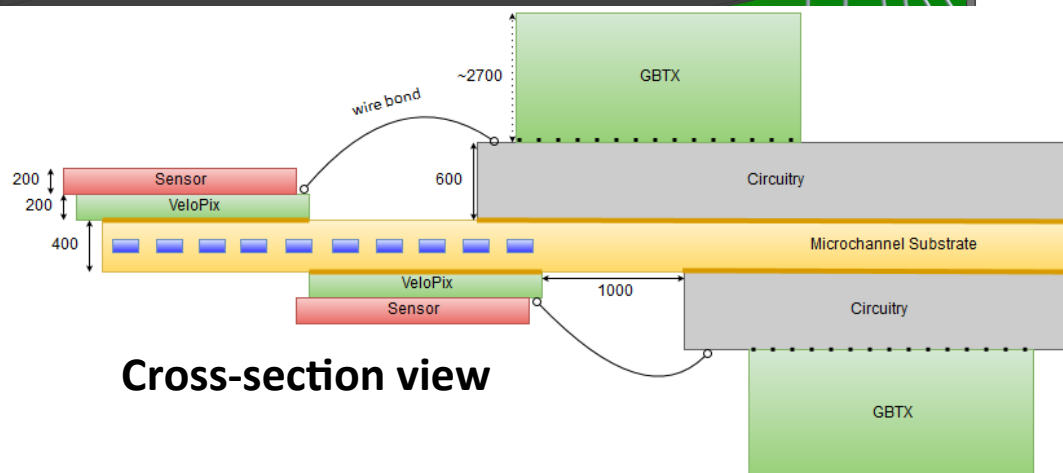 ~2700
GBTX
wire bond
200
Sensor
600
Circuitry
200
VeloPix
400
Microchannel Substrate
VeloPix
1000
Sensor
Circuitry
Cross-section view
GBTX